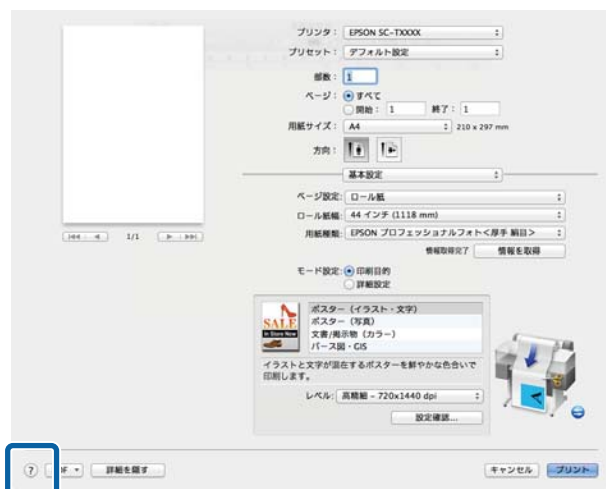 プリンタ： EPSON SC-TXXXX
プリセット： デフォルト設定
部数： 1
ページ： すべて
開始： 1 終了： 1
用紙サイズ： A4 210 x 297 mm
方向：
基本設定
ページ設定: ロール紙
ロール紙幅: 44 インチ (1118 mm)
用紙種類: EPSON プロフェッショナルフォト<厚手 絹目>
1/1
情報取得完了 情報を取得
モード設定: 印刷目的
詳細設定
SALE
In Store Now
ポスター（イラスト・文字）
ポスター（写真）
文書/掲示物（カラー）
パース図・GIS
イラストと文字が混在するポスターを鮮やかな色合いで
印刷します。
レベル: 高精細 – 720x1440 dpi
設定確認...
? DF 詳細を隠す キャンセル プリント